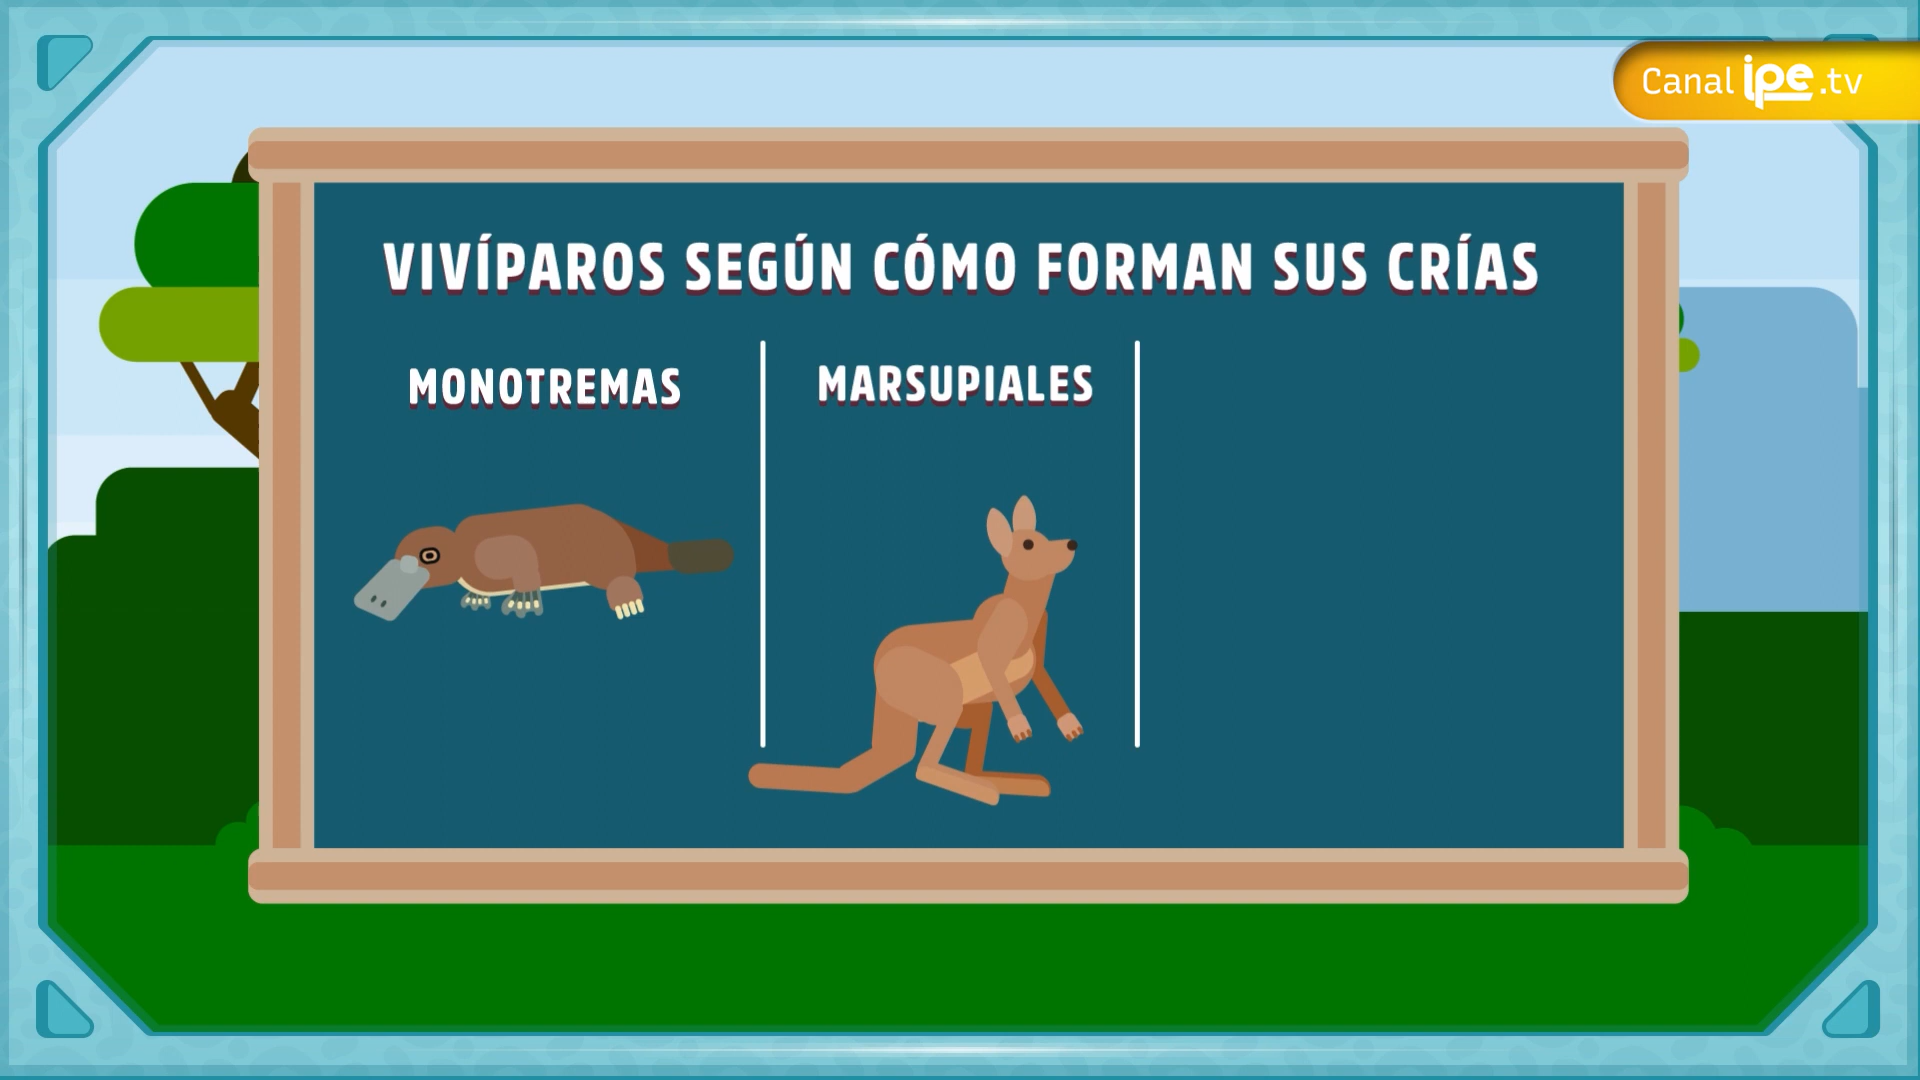 Canal ipe.tv
VIVÍPAROS SEGÚN CÓMO FORMAN SUS CRÍAS
MONOTREMAS
MARSUPIALES